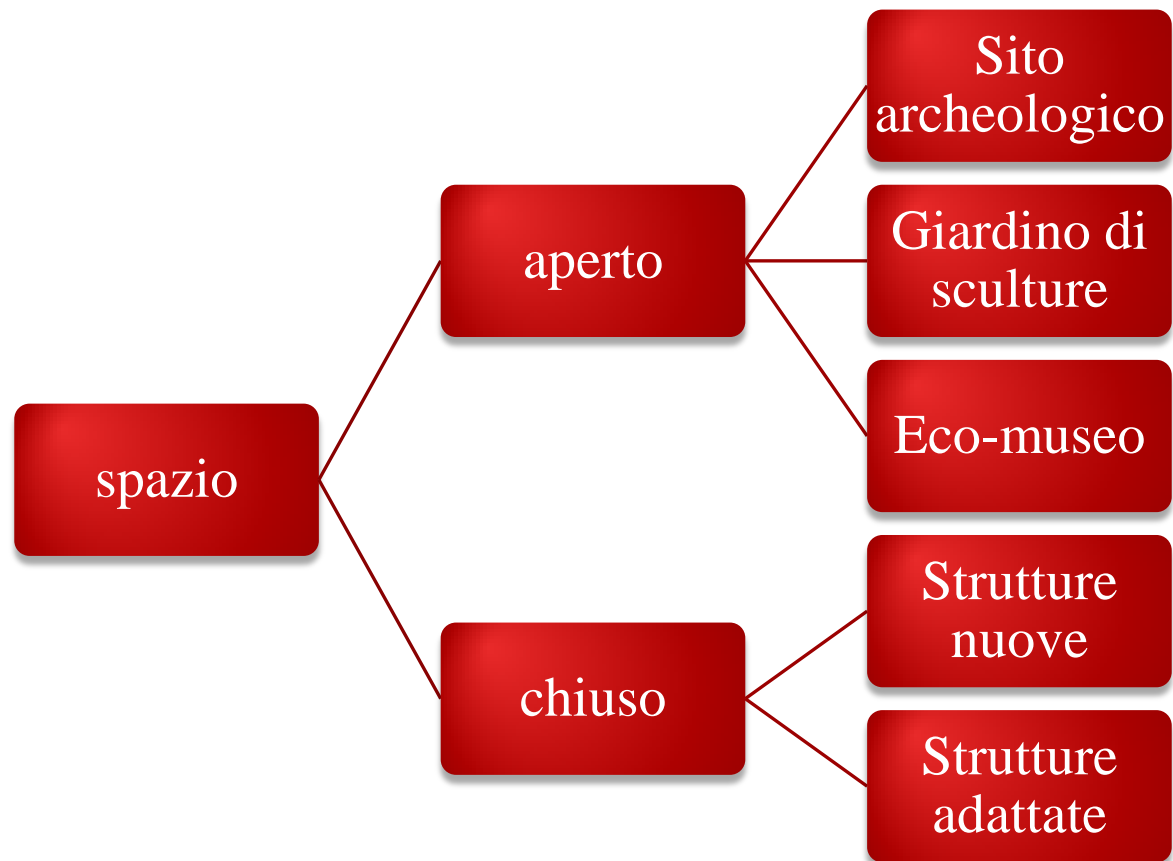 spazio
aperto
Sito
archeologico
Giardino di
sculture
Eco-museo
chiuso
Strutture
nuove
Strutture
adattate